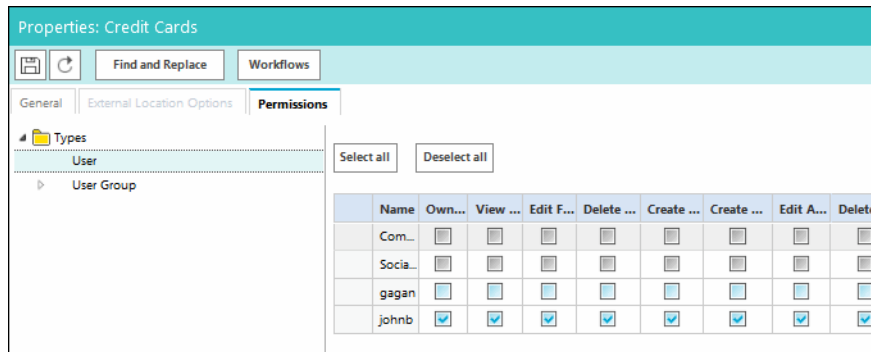 Properties: Credit Cards
Find and Replace Workflows
General External Location Options Permissions
Types
User
User Group
Select all Deselect all
Name Own... View ... Edit F... Delete ... Create ... Create ... Edit A... Delet
Com...
Socia...
gagan
johnb